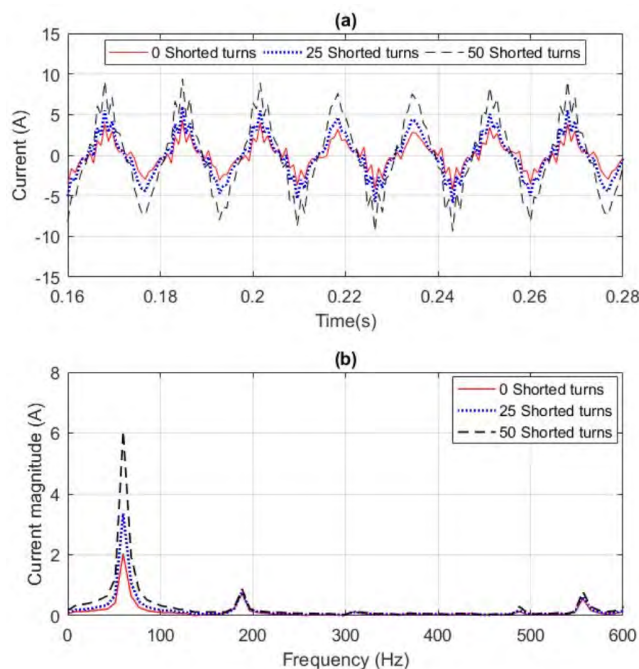 (a)
0 Shorted turns 25 Shorted turns 50 Shorted turns
15
10
5
0
-5
-10
-15
Current (A)
0.16 0.18 0.2 0.22 0.24 0.26 0.28
Time(s)
(b)
0 Shorted turns
25 Shorted turns
50 Shorted turns
8
6
4
2
0
Current magnitude (A)
0 100 200 300 400 500 600
Frequency (Hz)